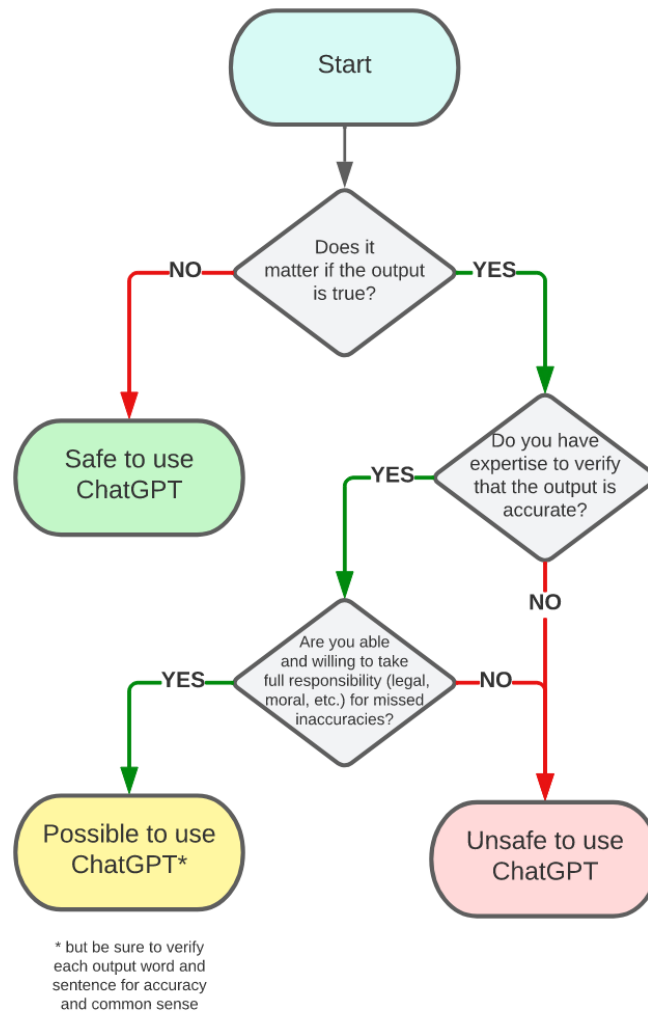 Start
Does it
matter if the output
is true?
NO
YES
Safe to use
ChatGPT
Do you have
expertise to verify
that the output is
accurate?
YES
NO
Are you able
and willing to take
full responsibility (legal,
moral, etc.) for missed
inaccuracies?
YES
NO
Possible to use
ChatGPT*
Unsafe to use
ChatGPT
* but be sure to verify
each output word and
sentence for accuracy
and common sense